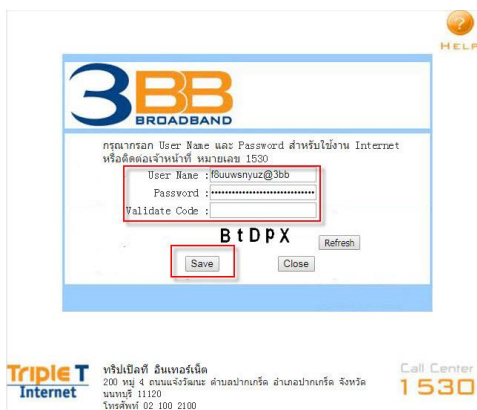 ?
HELP
3BB
BROADBAND
กรุณากรอก User Name และ Password สำหรับใช้งาน Internet
หรือติดต่อเจ้าหน้าที่ หมายเลข 1530
User Name : f8uuwsnyuz@3bb
Password : ••••••••••••••••••••••••••••••
Validate Code :
BtDpX
Refresh
Save Close
Triple T
Internet
ทริปเปิลที อินเทอร์เน็ต
200 หมู่ 4 ถนนแจ้งวัฒนะ ตำบลปากเกร็ด อำเภอปากเกร็ด จังหวัด
นนทบุรี 11120
โทรศัพท์ 02 100 2100
Call Center
1530